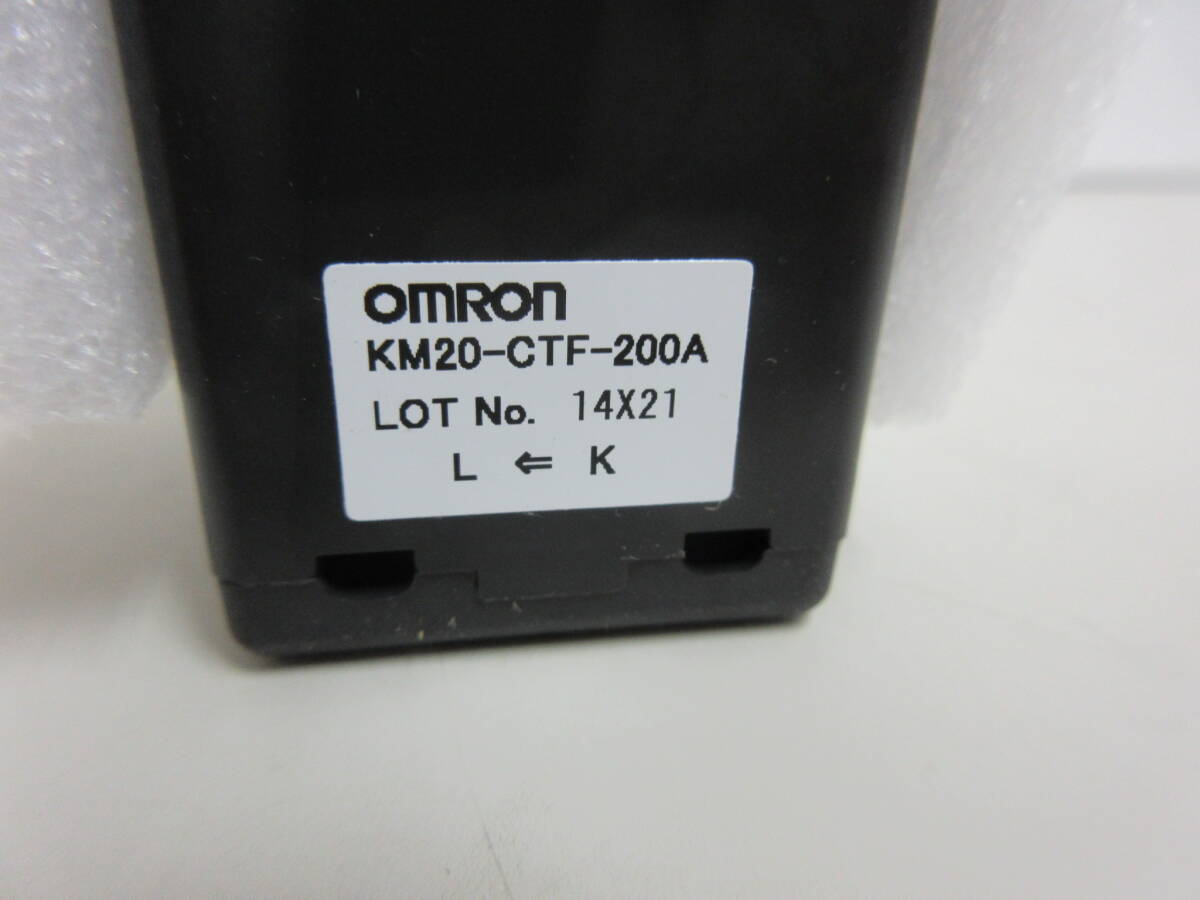 OMRON
KM20-CTF-200A
LOT No. 14X21
L ⇐ K